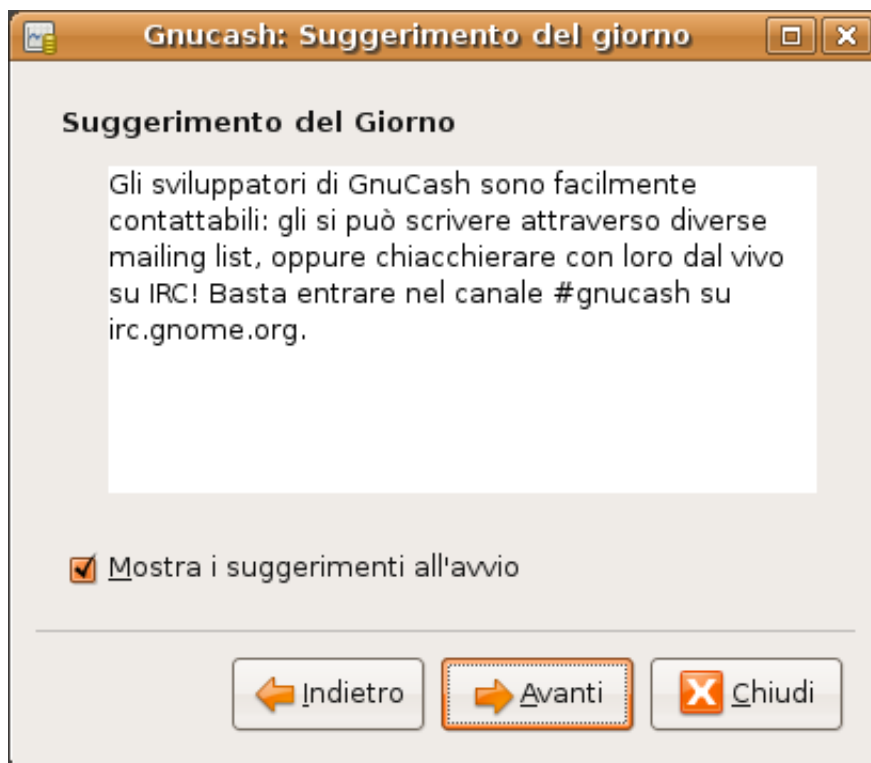 Gnucash: Suggerimento del giorno
Suggerimento del Giorno
Gli sviluppatori di GnuCash sono facilmente
contattabili: gli si può scrivere attraverso diverse
mailing list, oppure chiacchierare con loro dal vivo
su IRC! Basta entrare nel canale #gnucash su
irc.gnome.org.
Mostra i suggerimenti all'avvio
Indietro Avanti Chiudi